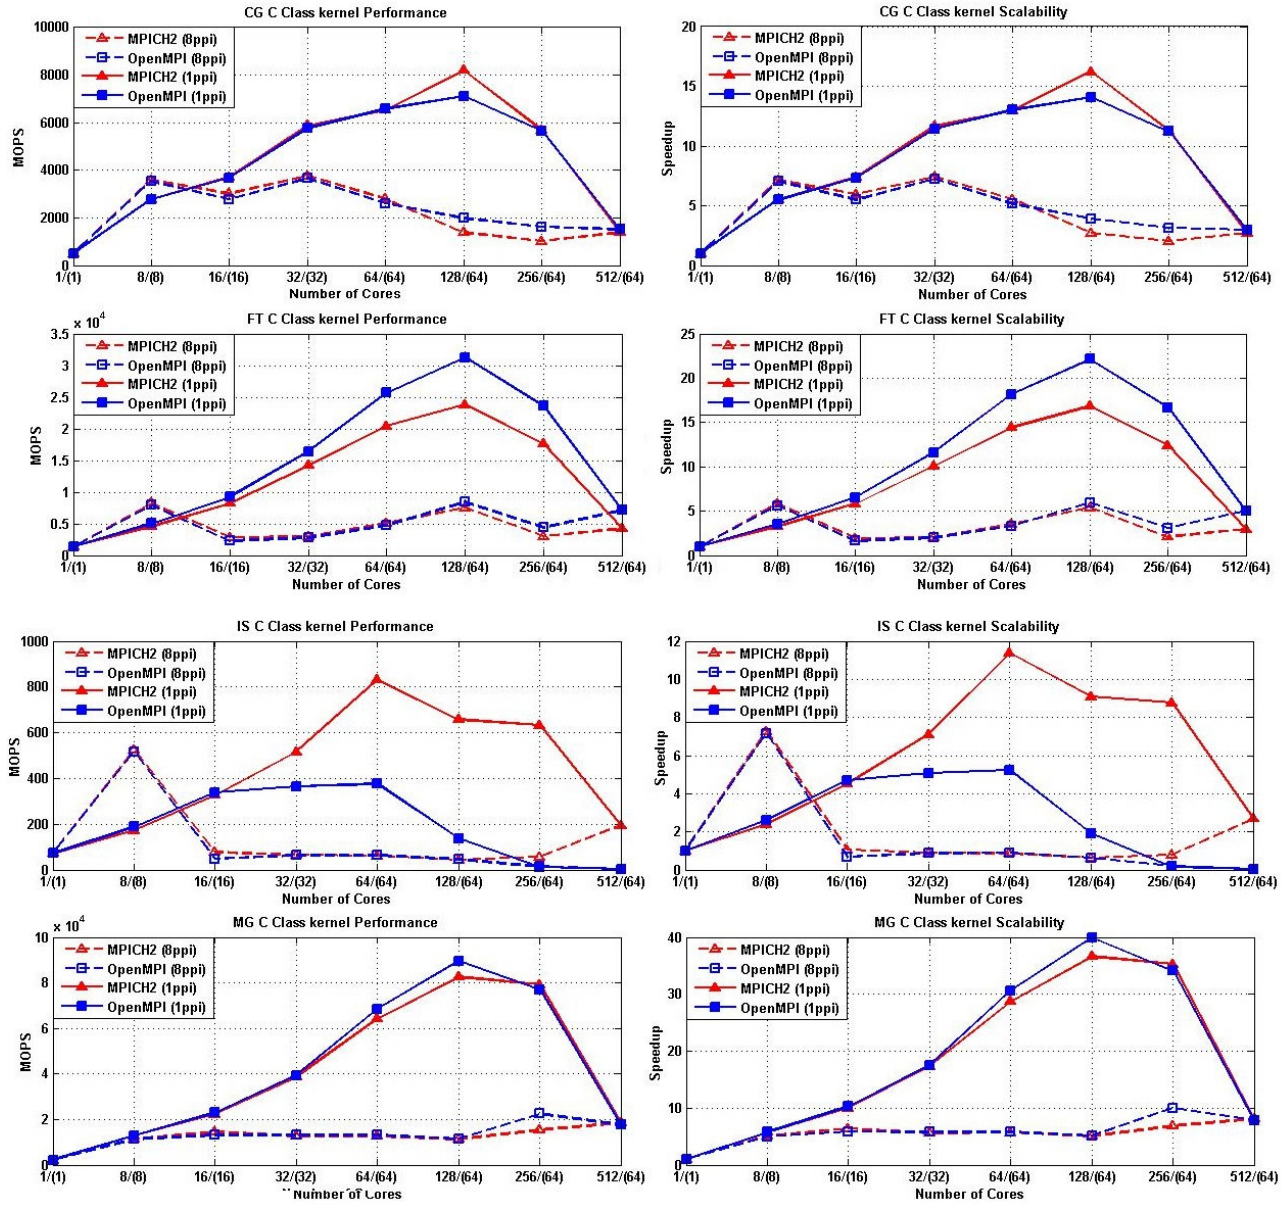 CG C Class kernel Performance
10000
8000
6000
4000
2000
0
MOPS
MPICH2 (8ppi)
OpenMPI (8ppi)
MPICH2 (1ppi)
OpenMPI (1ppi)
1/(1) 8/(8) 16/(16) 32/(32) 64/(64) 128/(64) 256/(64) 512/(64)
Number of Cores
CG C Class kernel Scalability
20
15
10
5
0
Speedup
MPICH2 (8ppi)
OpenMPI (8ppi)
MPICH2 (1ppi)
OpenMPI (1ppi)
1/(1) 8/(8) 16/(16) 32/(32) 64/(64) 128/(64) 256/(64) 512/(64)
Number of Cores
x 10⁴
FT C Class kernel Performance
3.5
3
2.5
2
1.5
1
0.5
0
MOPS
MPICH2 (8ppi)
OpenMPI (8ppi)
MPICH2 (1ppi)
OpenMPI (1ppi)
1/(1) 8/(8) 16/(16) 32/(32) 64/(64) 128/(64) 256/(64) 512/(64)
Number of Cores
FT C Class kernel Scalability
25
20
15
10
5
0
Speedup
MPICH2 (8ppi)
OpenMPI (8ppi)
MPICH2 (1ppi)
OpenMPI (1ppi)
1/(1) 8/(8) 16/(16) 32/(32) 64/(64) 128/(64) 256/(64) 512/(64)
Number of Cores
IS C Class kernel Performance
1000
800
600
400
200
0
MOPS
MPICH2 (8ppi)
OpenMPI (8ppi)
MPICH2 (1ppi)
OpenMPI (1ppi)
1/(1) 8/(8) 16/(16) 32/(32) 64/(64) 128/(64) 256/(64) 512/(64)
Number of Cores
IS C Class kernel Scalability
12
10
8
6
4
2
0
Speedup
MPICH2 (8ppi)
OpenMPI (8ppi)
MPICH2 (1ppi)
OpenMPI (1ppi)
1/(1) 8/(8) 16/(16) 32/(32) 64/(64) 128/(64) 256/(64) 512/(64)
Number of Cores
x 10⁴
MG C Class kernel Performance
10
8
6
4
2
0
MOPS
MPICH2 (8ppi)
OpenMPI (8ppi)
MPICH2 (1ppi)
OpenMPI (1ppi)
1/(1) 8/(8) 16/(16) 32/(32) 64/(64) 128/(64) 256/(64) 512/(64)
Number of Cores
MG C Class kernel Scalability
40
30
20
10
0
Speedup
MPICH2 (8ppi)
OpenMPI (8ppi)
MPICH2 (1ppi)
OpenMPI (1ppi)
1/(1) 8/(8) 16/(16) 32/(32) 64/(64) 128/(64) 256/(64) 512/(64)
Number of Cores